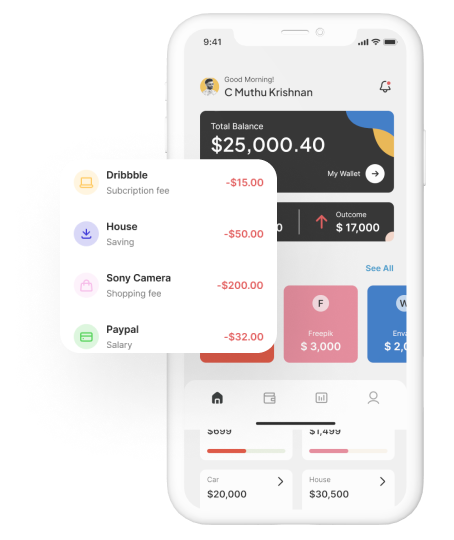 9:41
Good Morning!
C Muthu Krishnan
Total Balance
$25,000.40
My Wallet
Dribbble
Subcription fee
-$15.00
House
Saving
-$50.00
Sony Camera
Shopping fee
-$200.00
Paypal
Salary
-$32.00
0
Outcome
$ 17,000
See All
F
Freepik
$ 3,000
W
Enva
$ 2,0
$699
$1,499
Car
$20,000
House
$30,500